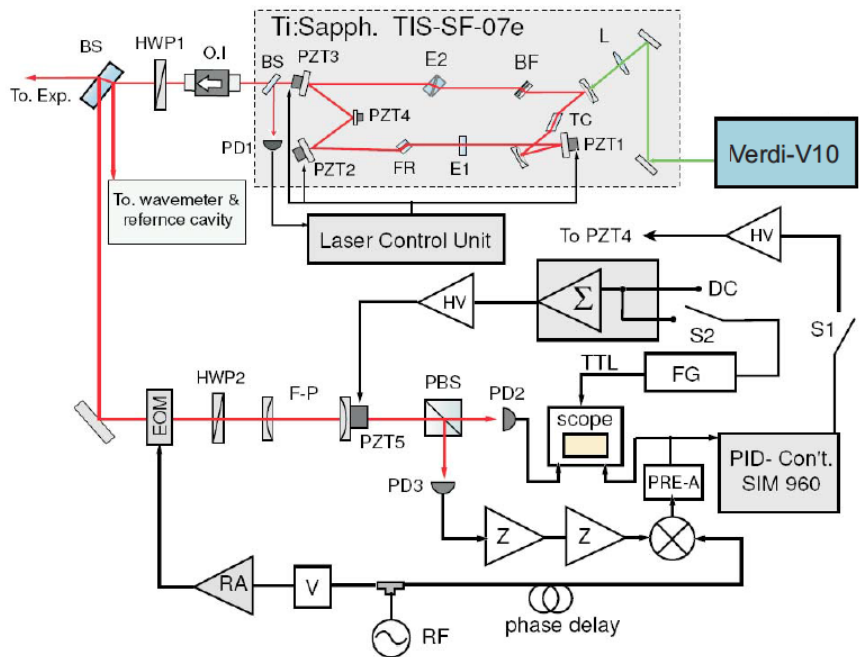 Ti:Sapph. TIS-SF-07e
BS
HWP1
O.I
BS
PZT3
E2
BF
L
To. Exp.
PZT4
TC
PD1
PZT2
FR
E1
PZT1
Verdi-V10
To. wavemeter &
refernce cavity
Laser Control Unit
To PZT4
HV
HV
Σ
DC
S2
S1
TTL
FG
HWP2
F-P
PBS
PD2
EOM
PZT5
scope
PID- Con't.
SIM 960
PD3
PRE-A
Z
Z
RA
V
RF
phase delay